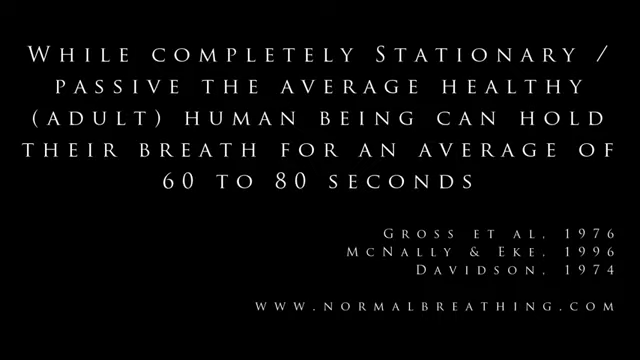 While completely Stationary /
passive the average healthy
(adult) human being can hold
their breath for an average of
60 to 80 seconds
Gross et al, 1976
McNally & Eke, 1996
Davidson, 1974
www.normalbreathing.com